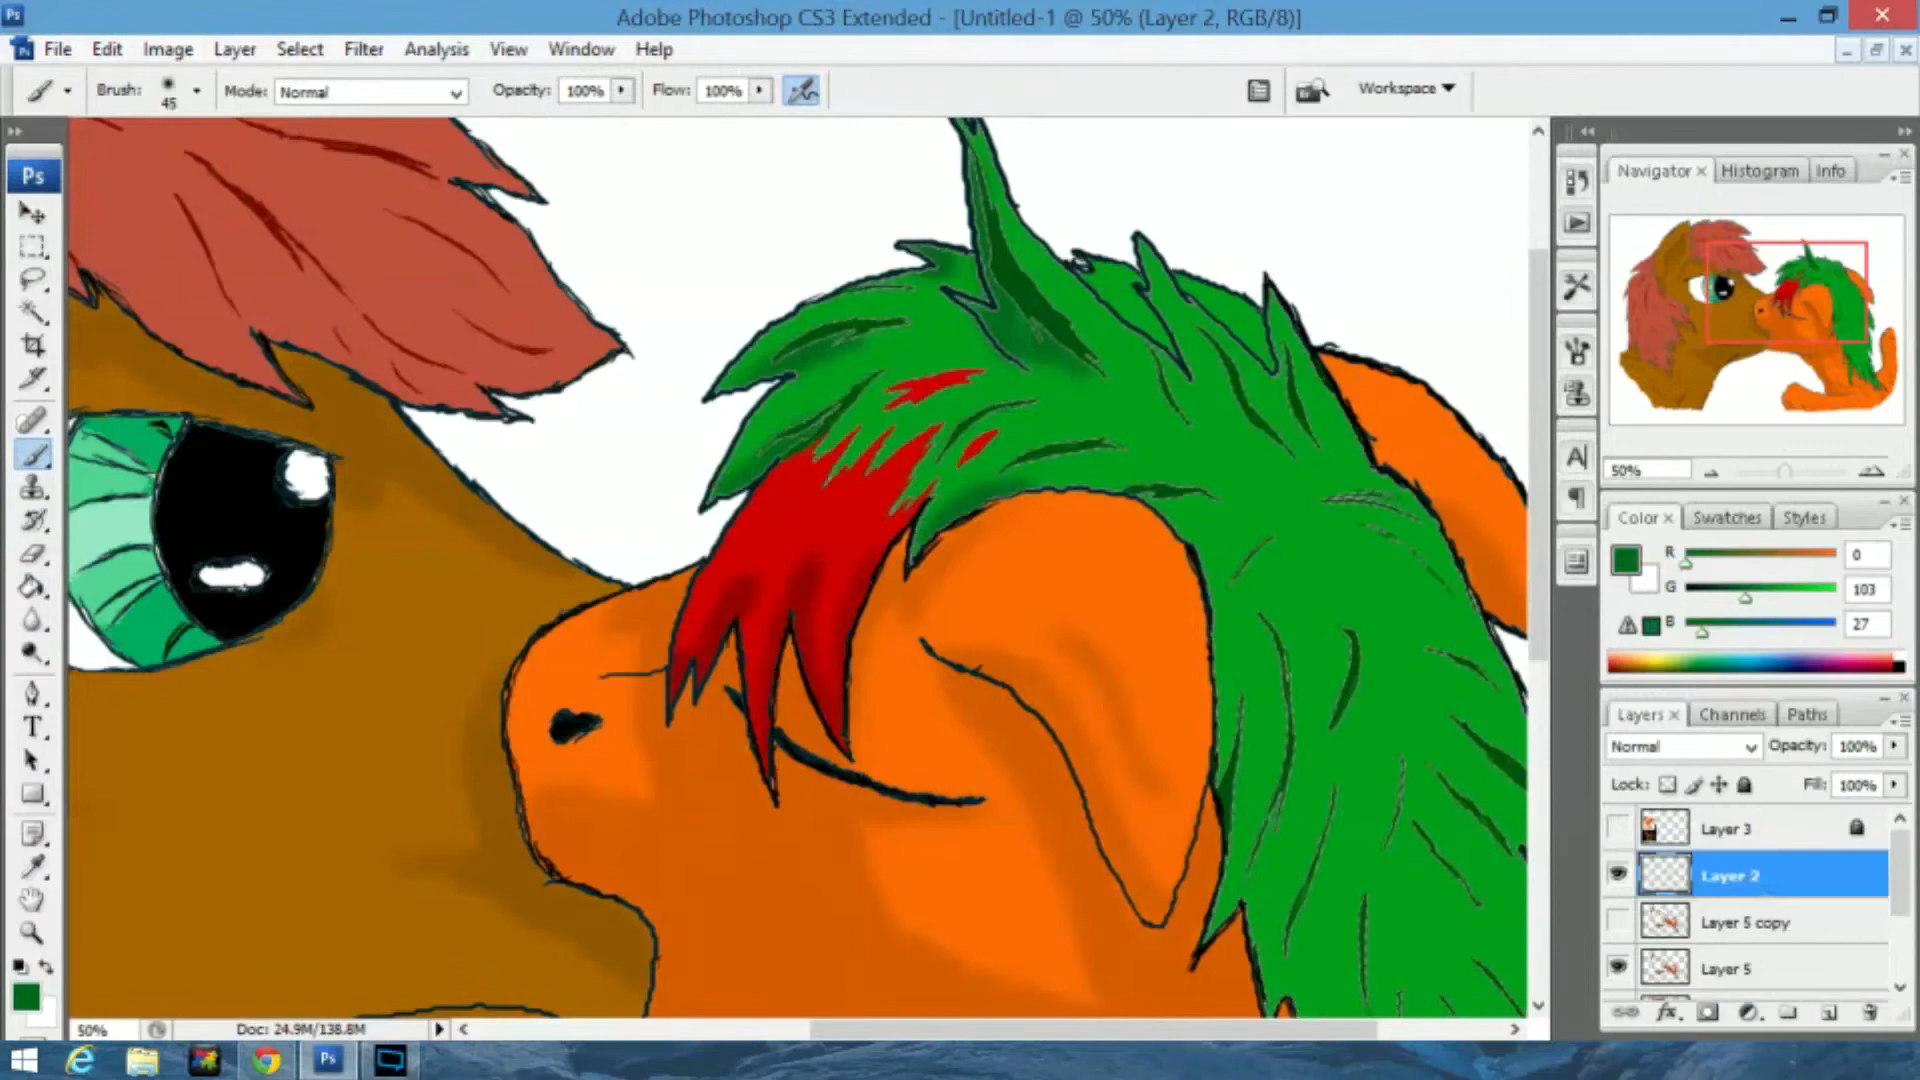 Ps Adobe Photoshop CS3 Extended - [Untitled-1 @ 50% (Layer 2, RGB/8)]
File Edit Image Layer Select Filter Analysis View Window Help
Brush: 45 Mode: Normal Opacity: 100% Flow: 100% Workspace
Ps
Navigator Histogram Info
50%
Color Swatches Styles
R 0
G 103
B 27
Layers Channels Paths
Normal Opacity: 100%
Lock: Fill: 100%
Layer 3
Layer 2
Layer 5 copy
Layer 5
50% Doc: 24.9M/138.8M
Ps